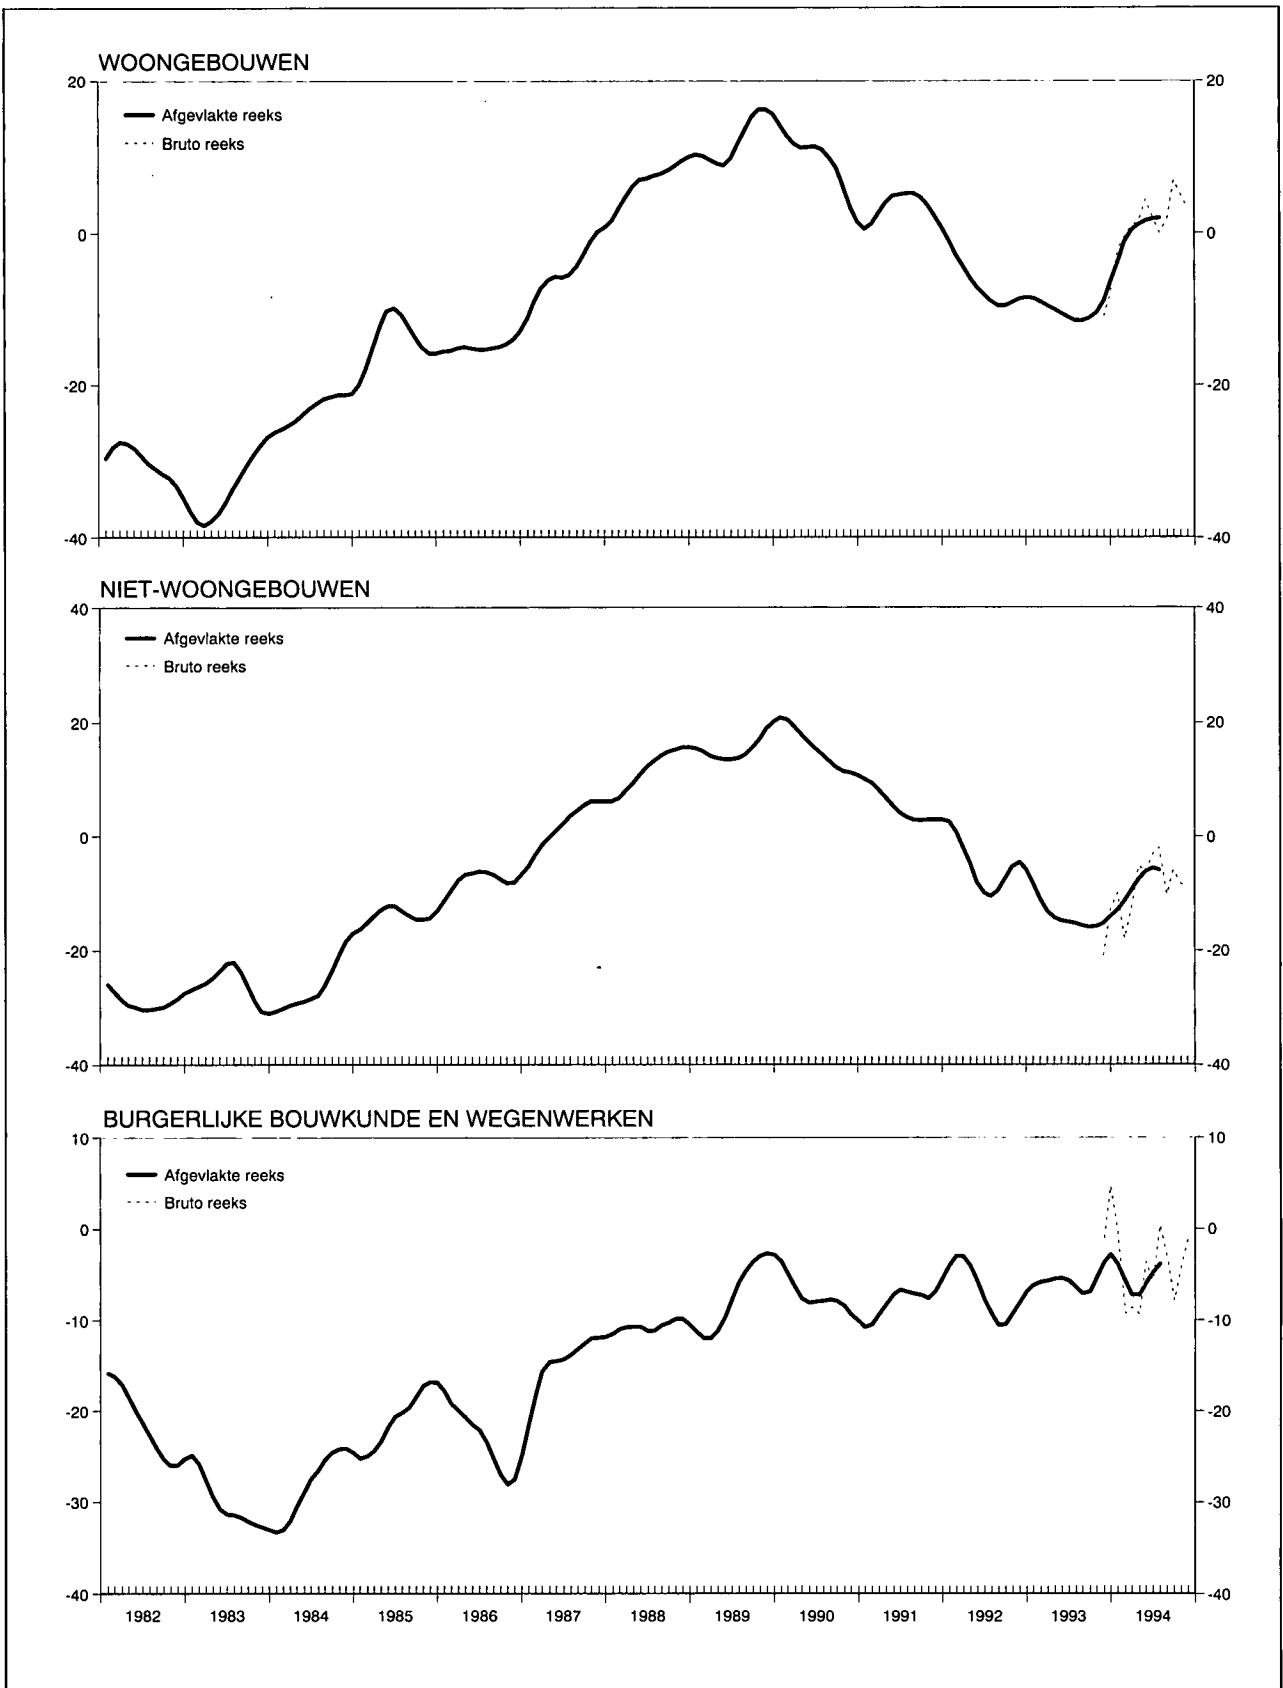 WOONGEBOUWEN
20 20
Afgevlakte reeks
Bruto reeks
0 0
-20 -20
-40 -40
NIET-WOONGEBOUWEN
40 40
Afgevlakte reeks
Bruto reeks
20 20
0 0
-20 -20
-40 -40
BURGERLIJKE BOUWKUNDE EN WEGENWERKEN
10 10
Afgevlakte reeks
Bruto reeks
0 0
-10 -10
-20 -20
-30 -30
-40 -40
1982 1983 1984 1985 1986 1987 1988 1989 1990 1991 1992 1993 1994